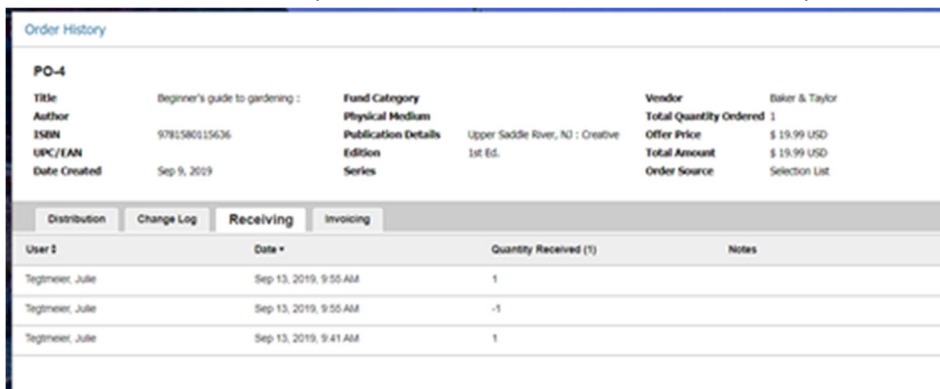 Order History
PO-4
Title Beginner's guide to gardening : Fund Category Vendor Baker & Taylor
Author Physical Medium Total Quantity Ordered 1
ISBN 9781580115636 Publication Details Upper Saddle River, NJ : Creative Offer Price $ 19.99 USD
UPC/EAN Edition 1st Ed. Total Amount $ 19.99 USD
Date Created Sep 9, 2019 Series Order Source Selection List
Distribution Change Log Receiving Invoicing
User Date Quantity Received (1) Notes
Tegtmeier, Julie Sep 13, 2019, 9:55 AM 1
Tegtmeier, Julie Sep 13, 2019, 9:55 AM -1
Tegtmeier, Julie Sep 13, 2019, 9:41 AM 1